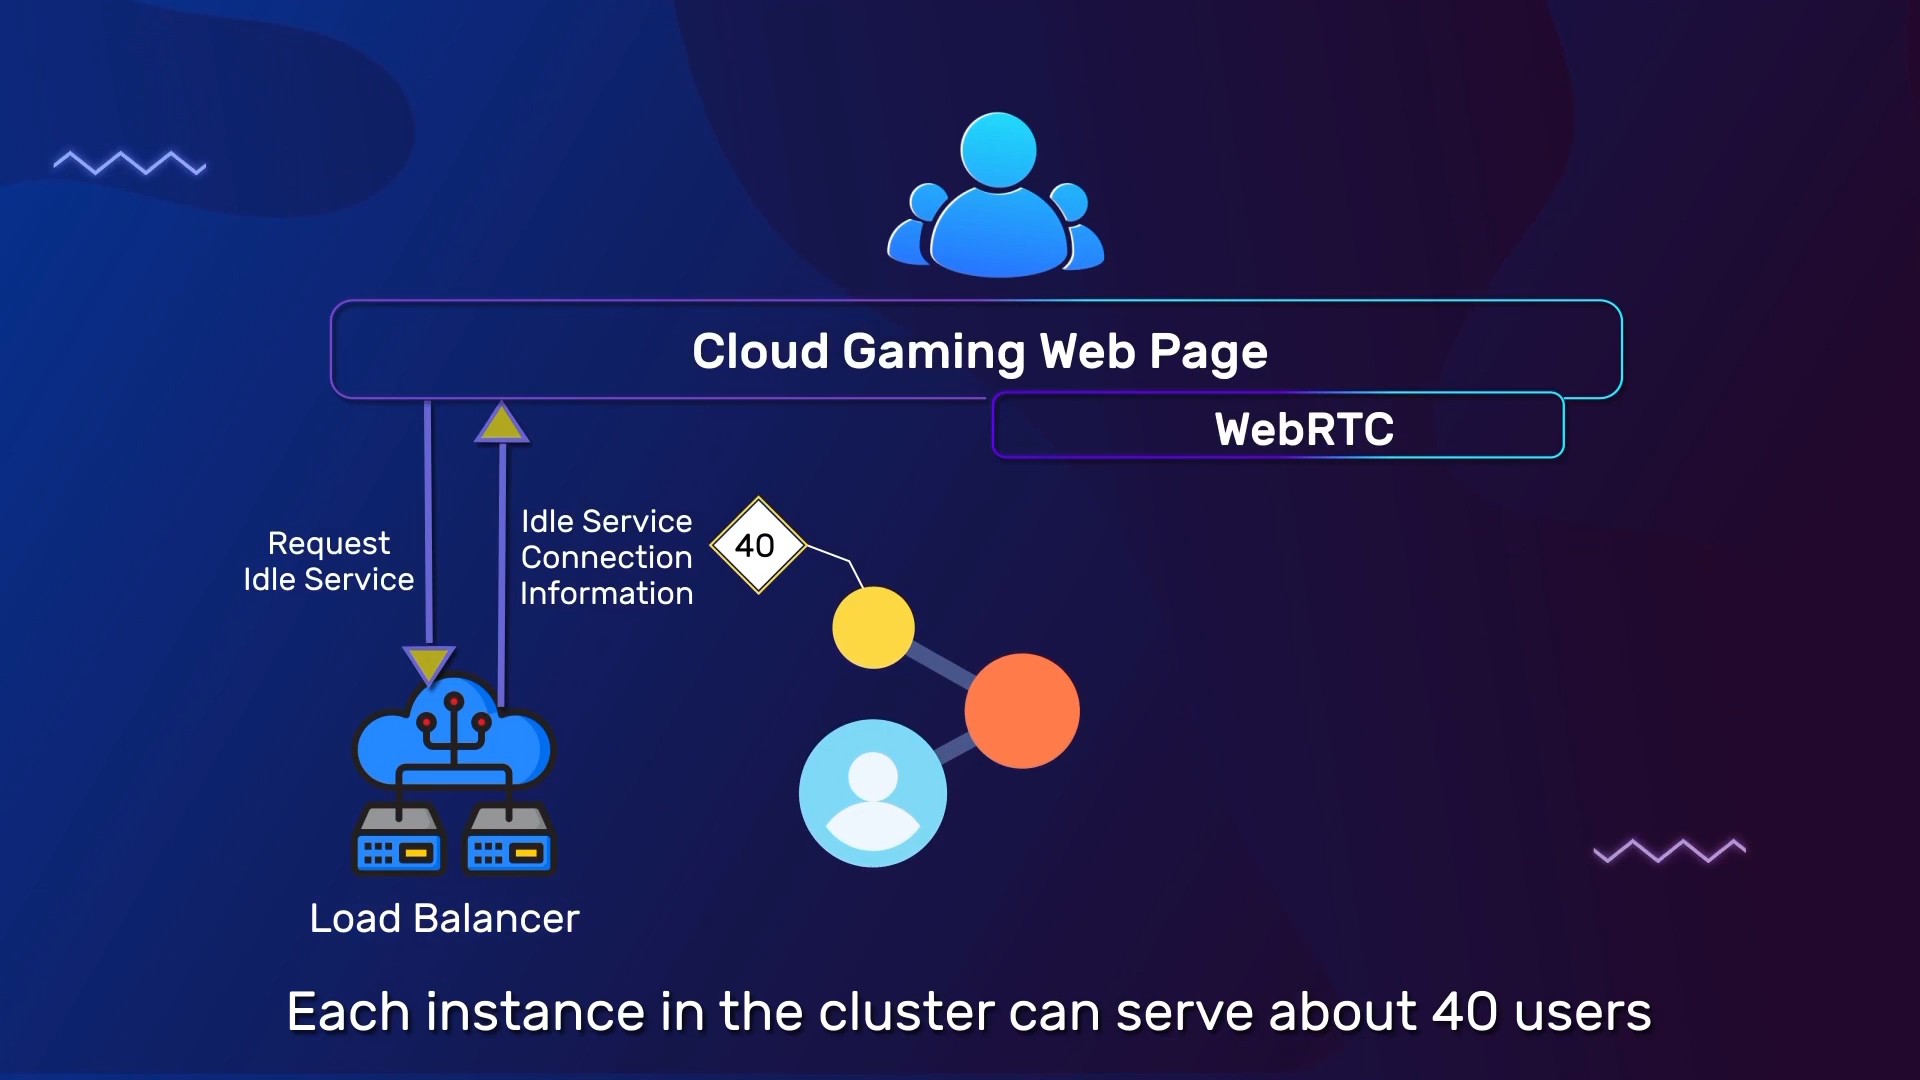 Cloud Gaming Web Page
WebRTC
Request
Idle Service
Idle Service
Connection
Information
40
Load Balancer
Each instance in the cluster can serve about 40 users